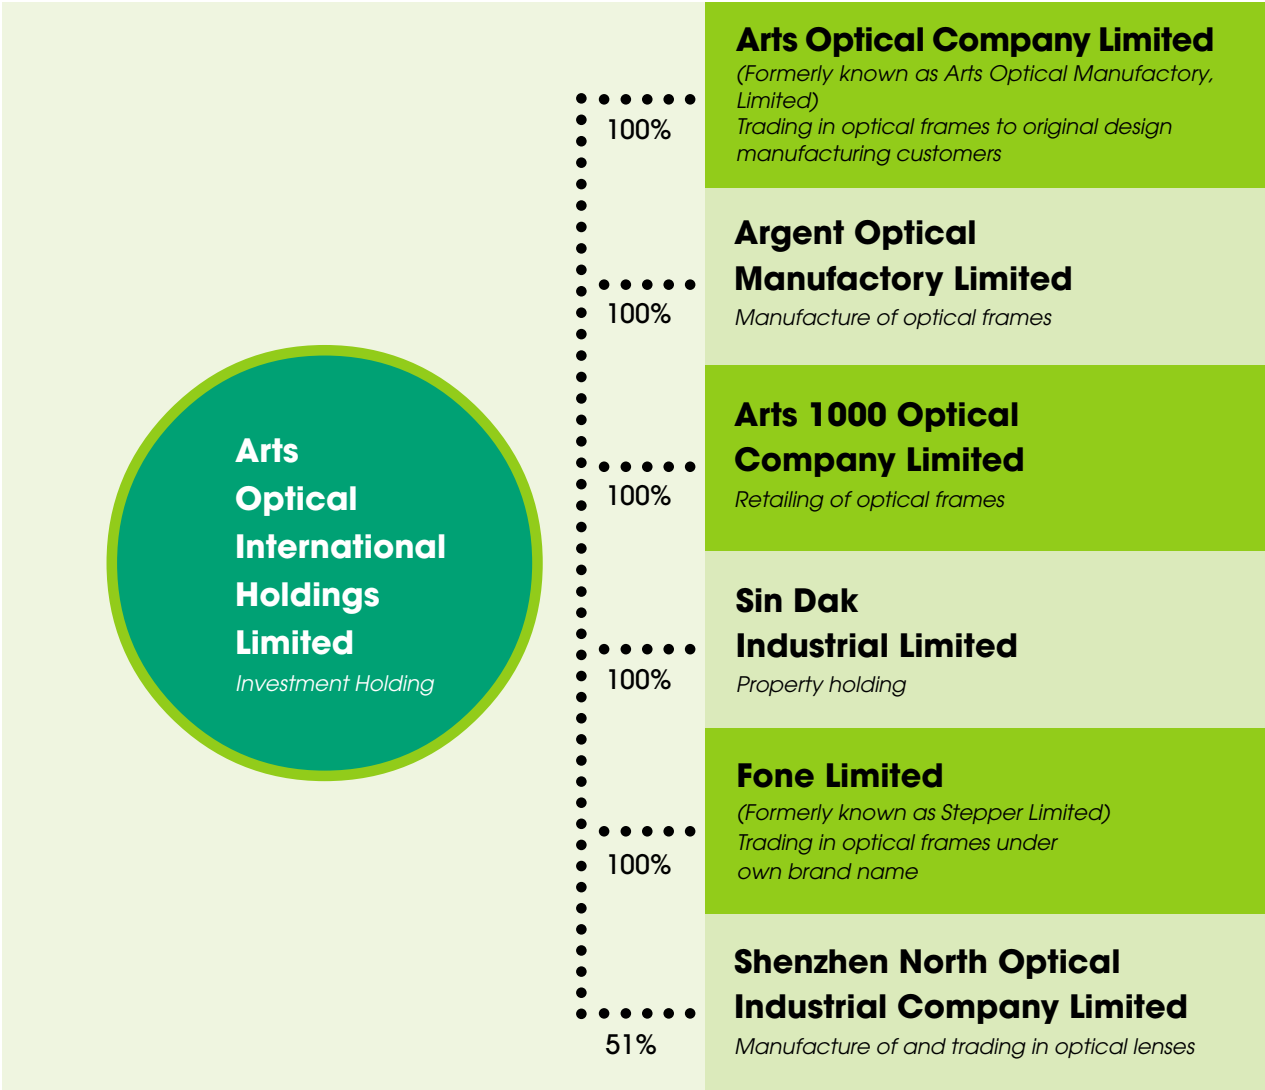 Arts
Optical
International
Holdings
Limited
Investment Holding
100%
Arts Optical Company Limited
(Formerly known as Arts Optical Manufactory,
Limited)
Trading in optical frames to original design
manufacturing customers
100%
Argent Optical
Manufactory Limited
Manufacture of optical frames
100%
Arts 1000 Optical
Company Limited
Retailing of optical frames
100%
Sin Dak
Industrial Limited
Property holding
100%
Fone Limited
(Formerly known as Stepper Limited)
Trading in optical frames under
own brand name
51%
Shenzhen North Optical
Industrial Company Limited
Manufacture of and trading in optical lenses